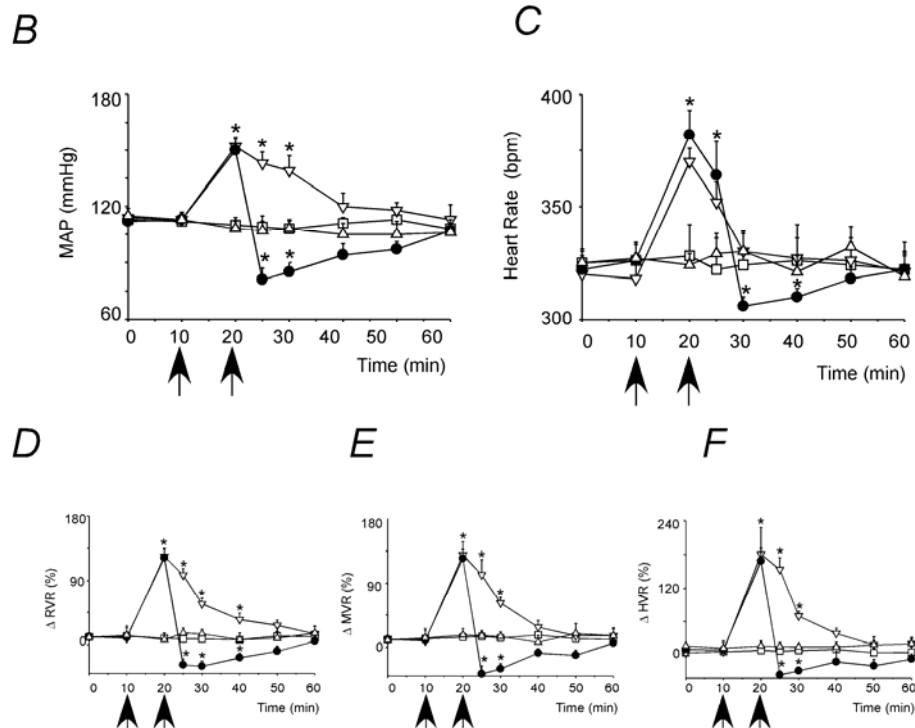 B
C
180
120
60
MAP (mmHg)
* * *
* *
0 10 20 30 40 50 60
Time (min)
400
350
300
Heart Rate (bpm)
* *
* *
0 10 20 30 40 50 60
Time (min)
D
E
F
180
90
0
Δ RVR (%)
* * * *
* * *
0 10 20 30 40 50 60
Time (min)
180
90
0
Δ MVR (%)
* * *
* *
0 10 20 30 40 50 60
Time (min)
240
120
0
Δ HVR (%)
* * *
* *
0 10 20 30 40 50 60
Time (min)